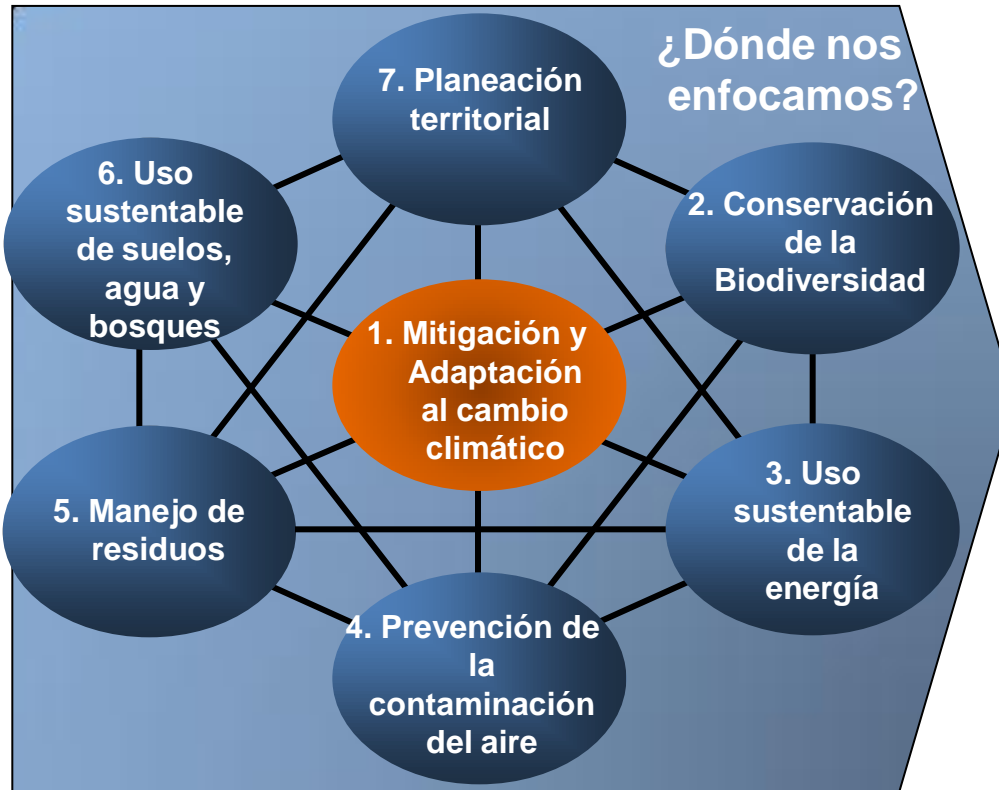 ¿Dónde nos
enfocamos?
7. Planeación
territorial
6. Uso
sustentable
de suelos,
agua y
bosques
2. Conservación
de la
Biodiversidad
1. Mitigación y
Adaptación
al cambio
climático
5. Manejo de
residuos
3. Uso
sustentable
de la
energía
4. Prevención de
la
contaminación
del aire